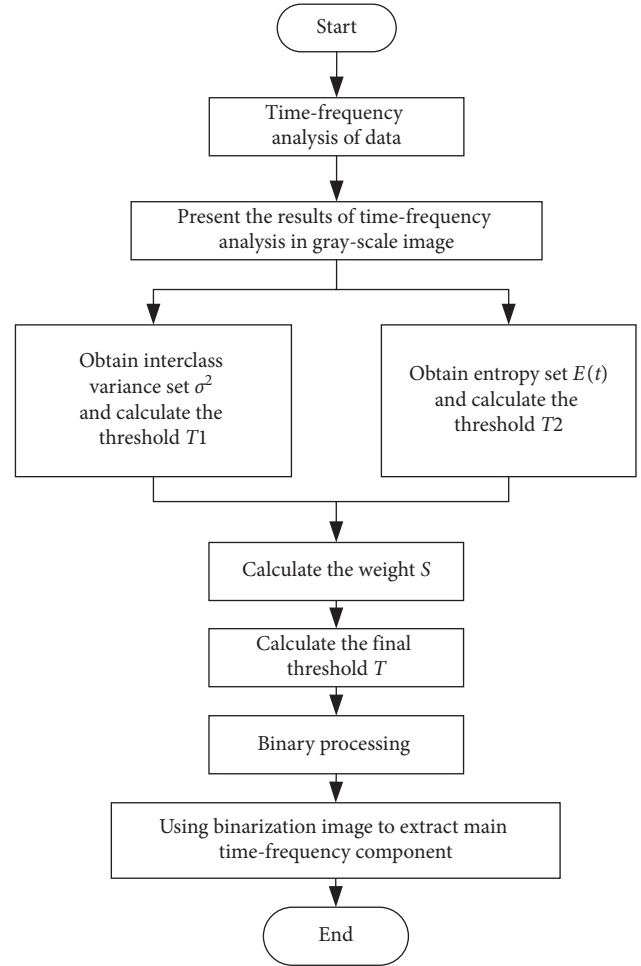 Start
Time-frequency
analysis of data
Present the results of time-frequency
analysis in gray-scale image
Obtain interclass
variance set σ²
and calculate the
threshold T1
Obtain entropy set E(t)
and calculate the
threshold T2
Calculate the weight S
Calculate the final
threshold T
Binary processing
Using binarization image to extract main
time-frequency component
End